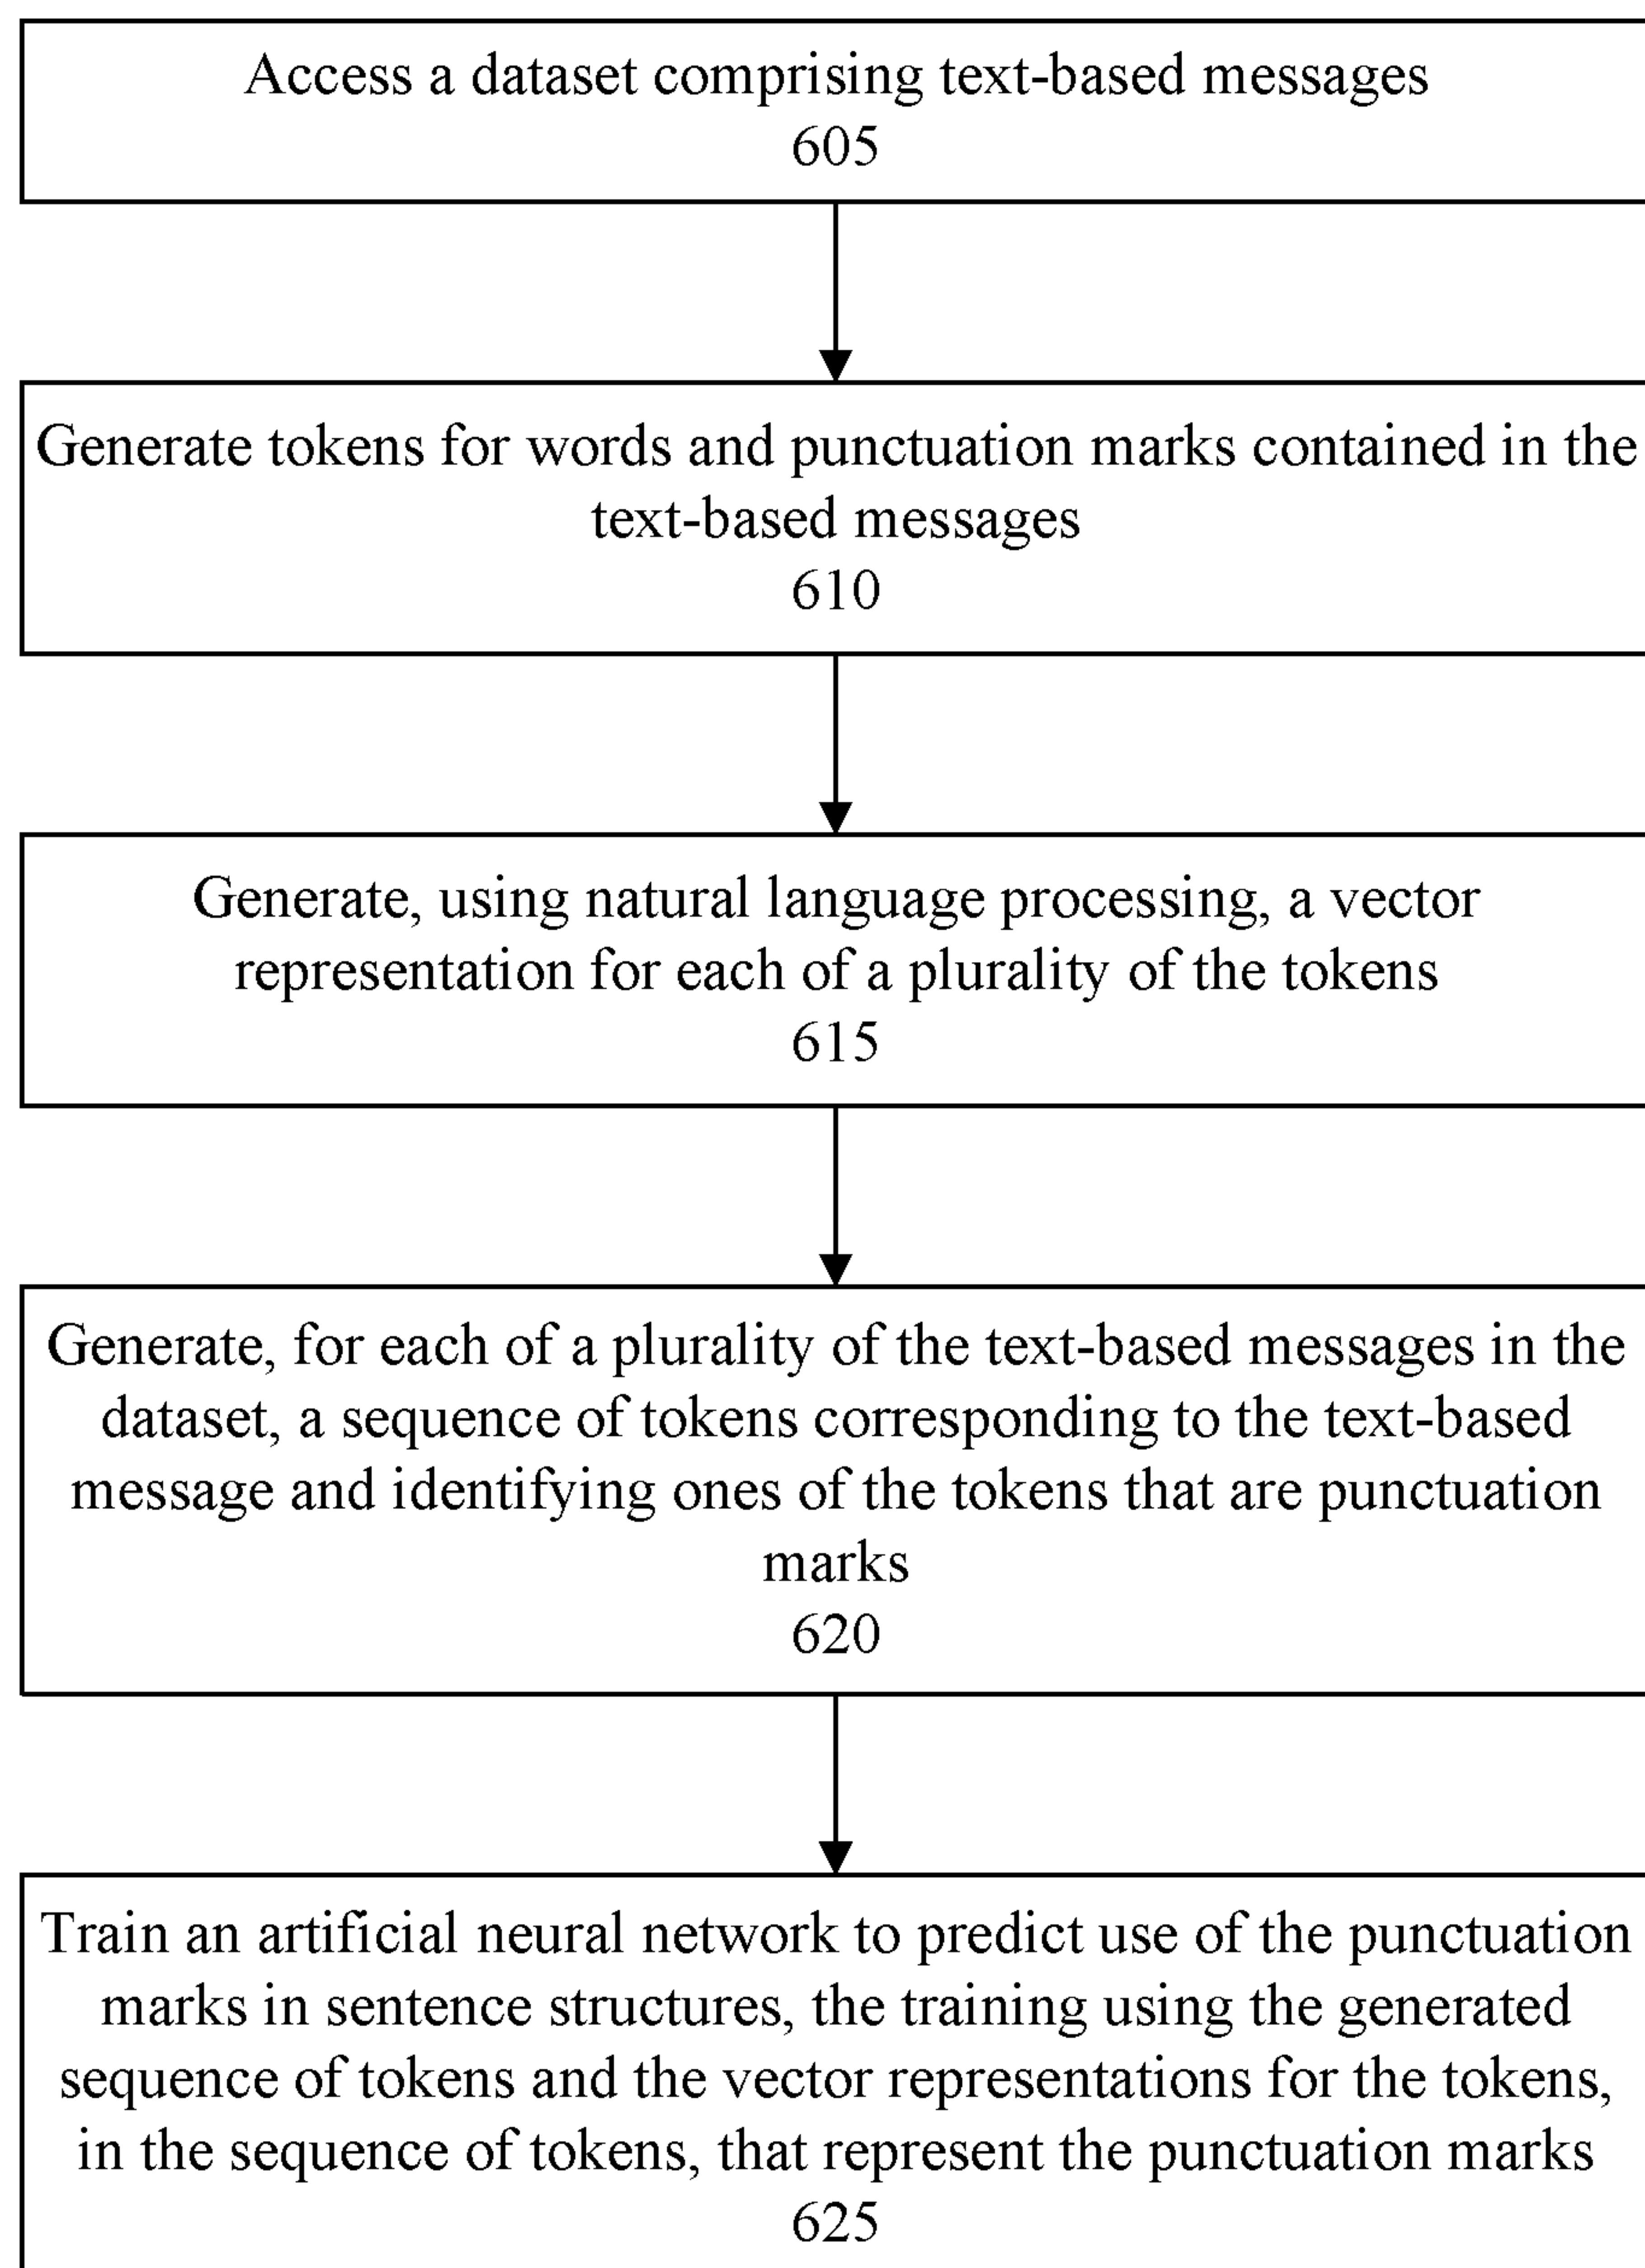 Access a dataset comprising text-based messages
605
Generate tokens for words and punctuation marks contained in the
text-based messages
610
Generate, using natural language processing, a vector
representation for each of a plurality of the tokens
615
Generate, for each of a plurality of the text-based messages in the
dataset, a sequence of tokens corresponding to the text-based
message and identifying ones of the tokens that are punctuation
marks
620
Train an artificial neural network to predict use of the punctuation
marks in sentence structures, the training using the generated
sequence of tokens and the vector representations for the tokens,
in the sequence of tokens, that represent the punctuation marks
625